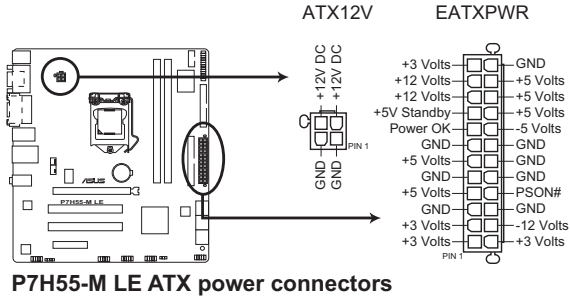 ATX12V
EATXPWR
+12V DC
+12V DC
GND
GND
PIN 1
+3 Volts GND
+12 Volts +5 Volts
+12 Volts +5 Volts
+5V Standby +5 Volts
Power OK -5 Volts
GND GND
+5 Volts GND
GND GND
+5 Volts PSON#
GND GND
+3 Volts -12 Volts
+3 Volts +3 Volts
PIN 1
ASUS
P7H55-M LE
P7H55-M LE ATX power connectors